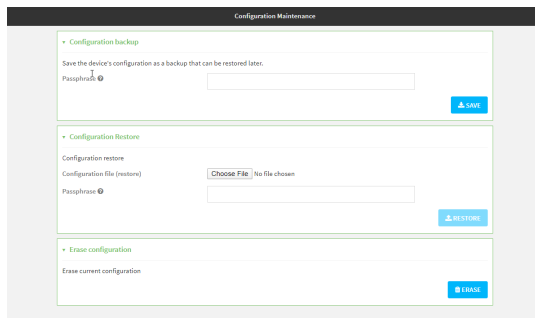 Configuration Maintenance
Configuration backup
Save the device's configuration as a backup that can be restored later.
Passphrase
SAVE
Configuration Restore
Configuration restore
Configuration file (restore) Choose File No file chosen
Passphrase
RESTORE
Erase configuration
Erase current configuration
ERASE